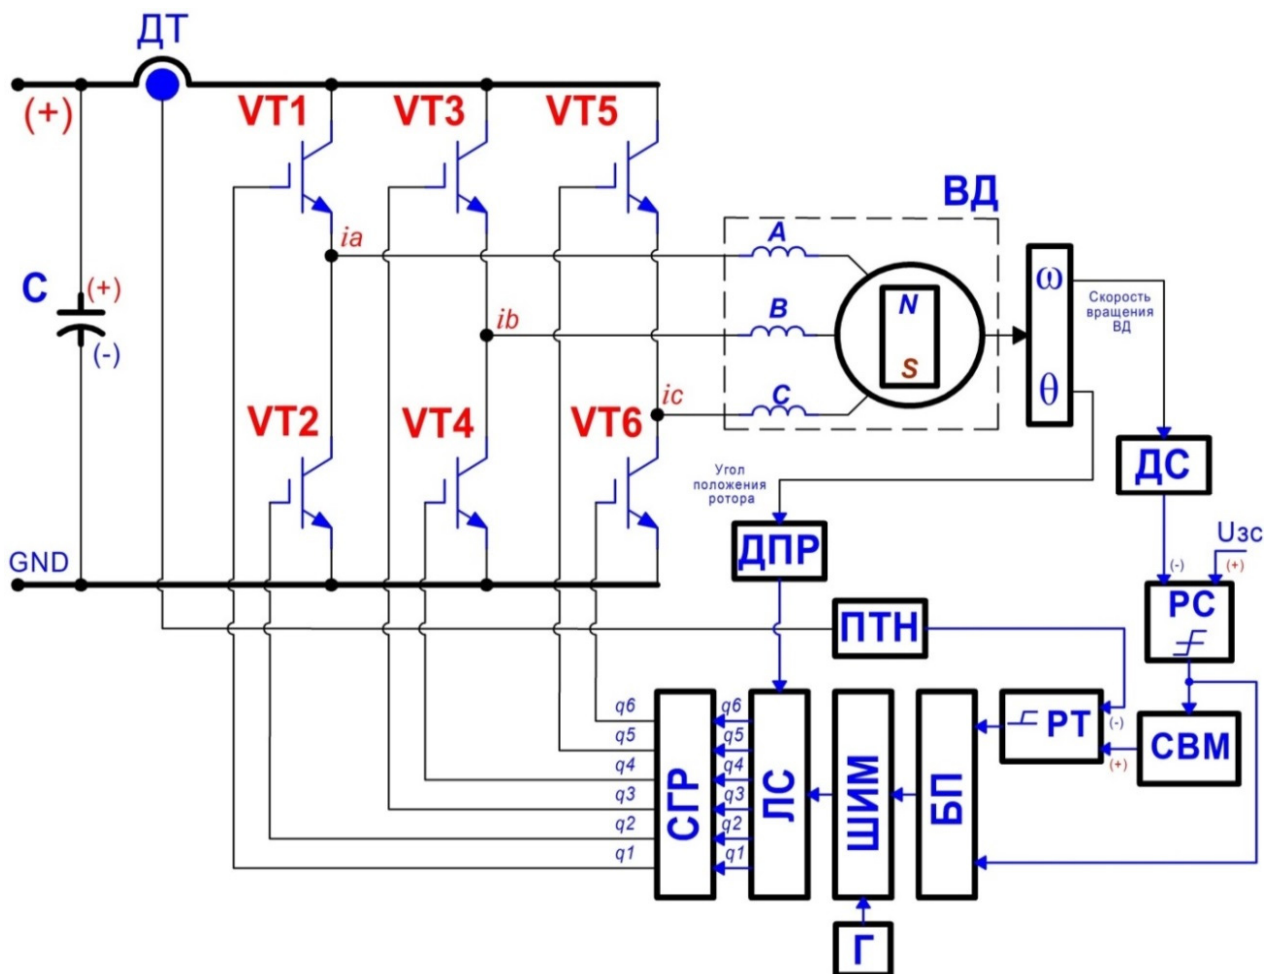 ДТ
(+)
VT1
VT3
VT5
ВД
ia
A
C
(+)
(-)
ib
B
N
S
ω
Скорость
вращения
ВД
θ
ic
C
VT2
VT4
VT6
Угол
положения
ротора
ДС
GND
ДПР
Uзс
(-)
(+)
РС
ПТН
q6
q5
q4
q3
q2
q1
СГР
q6
q5
q4
q3
q2
q1
ЛС
ШИМ
БП
РТ
(-)
(+)
СВМ
Г